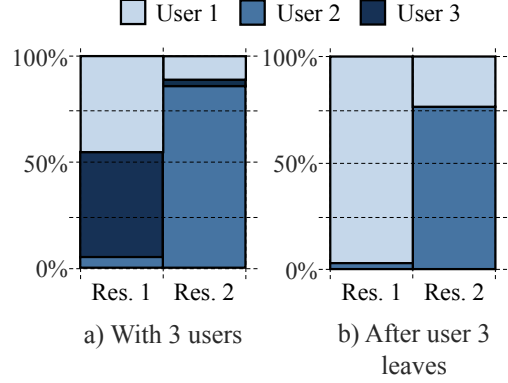 User 1 User 2 User 3
100% 100%
50% 50%
0% 0%
Res. 1 Res. 2 Res. 1 Res. 2
a) With 3 users b) After user 3
leaves